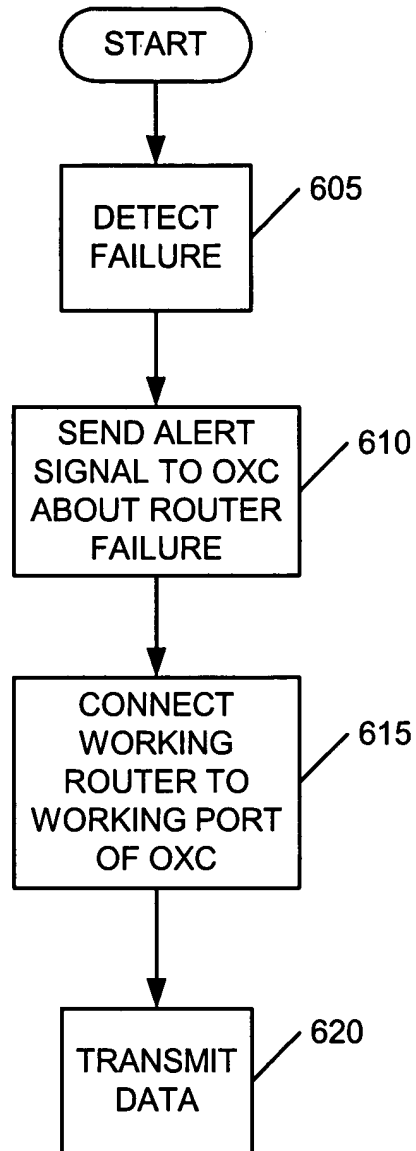 START
DETECT
FAILURE
605
SEND ALERT
SIGNAL TO OXC
ABOUT ROUTER
FAILURE
610
CONNECT
WORKING
ROUTER TO
WORKING PORT
OF OXC
615
TRANSMIT
DATA
620